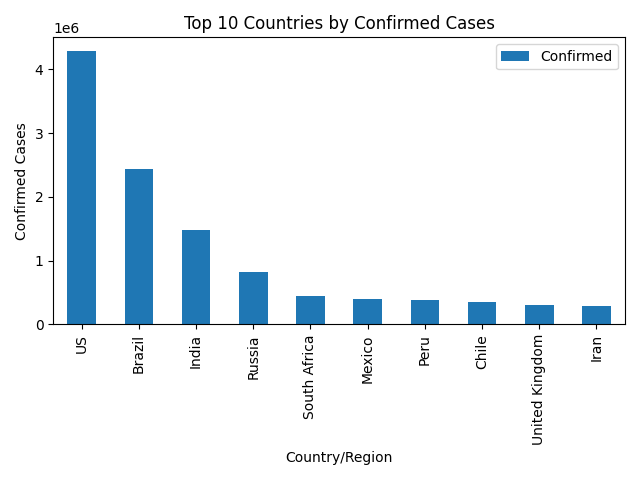 Top 10 Countries by Confirmed Cases
1e6
Confirmed
4
3
2
1
0
Confirmed Cases
US
Brazil
India
Russia
South Africa
Mexico
Peru
Chile
United Kingdom
Iran
Country/Region